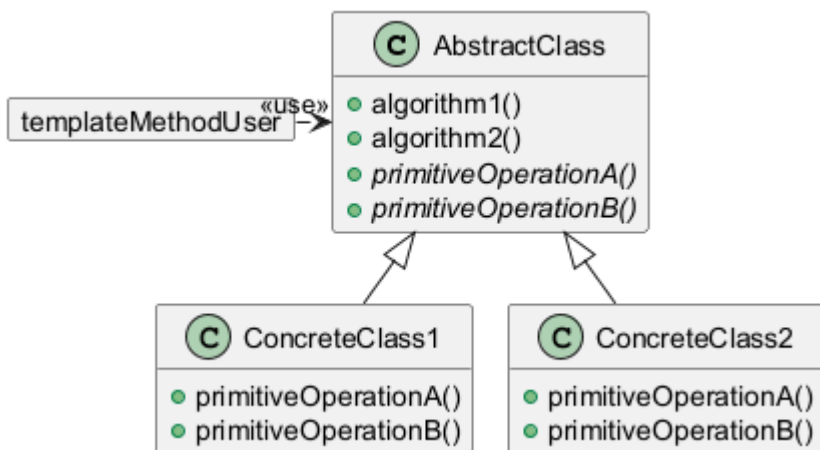 C AbstractClass
«use»
templateMethodUser
algorithm1()
algorithm2()
primitiveOperationA()
primitiveOperationB()
C ConcreteClass1
primitiveOperationA()
primitiveOperationB()
C ConcreteClass2
primitiveOperationA()
primitiveOperationB()